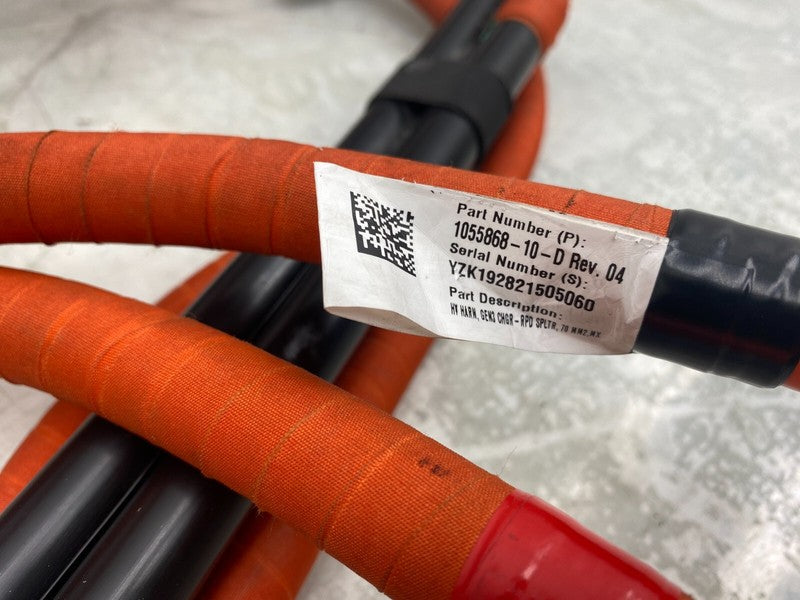 Part Number (P):
1055868-10-D Rev. 04
Serial Number (S):
YZK192821505060
Part Description:
HV HARN, GEN3 CHGR-RPD SPLTR, 70 MM2,MX